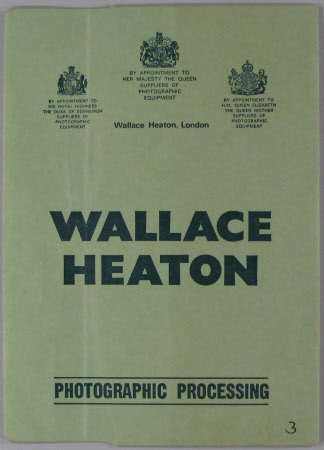 BY APPOINTMENT TO
HER MAJESTY THE QUEEN
SUPPLIERS OF
PHOTOGRAPHIC
EQUIPMENT
BY APPOINTMENT TO
HIS ROYAL HIGHNESS
THE DUKE OF EDINBURGH
SUPPLIERS OF
PHOTOGRAPHIC
EQUIPMENT
BY APPOINTMENT TO
H.M. QUEEN ELIZABETH
THE QUEEN MOTHER
SUPPLIERS OF
PHOTOGRAPHIC
EQUIPMENT
Wallace Heaton, London
WALLACE
HEATON
PHOTOGRAPHIC PROCESSING
3